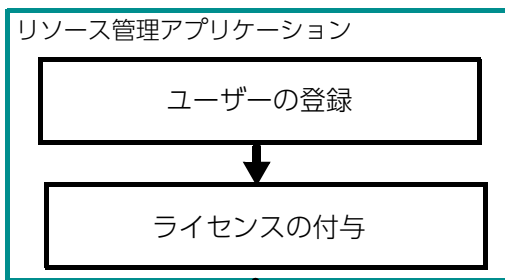 リソース管理アプリケーション
ユーザーの登録
ライセンスの付与